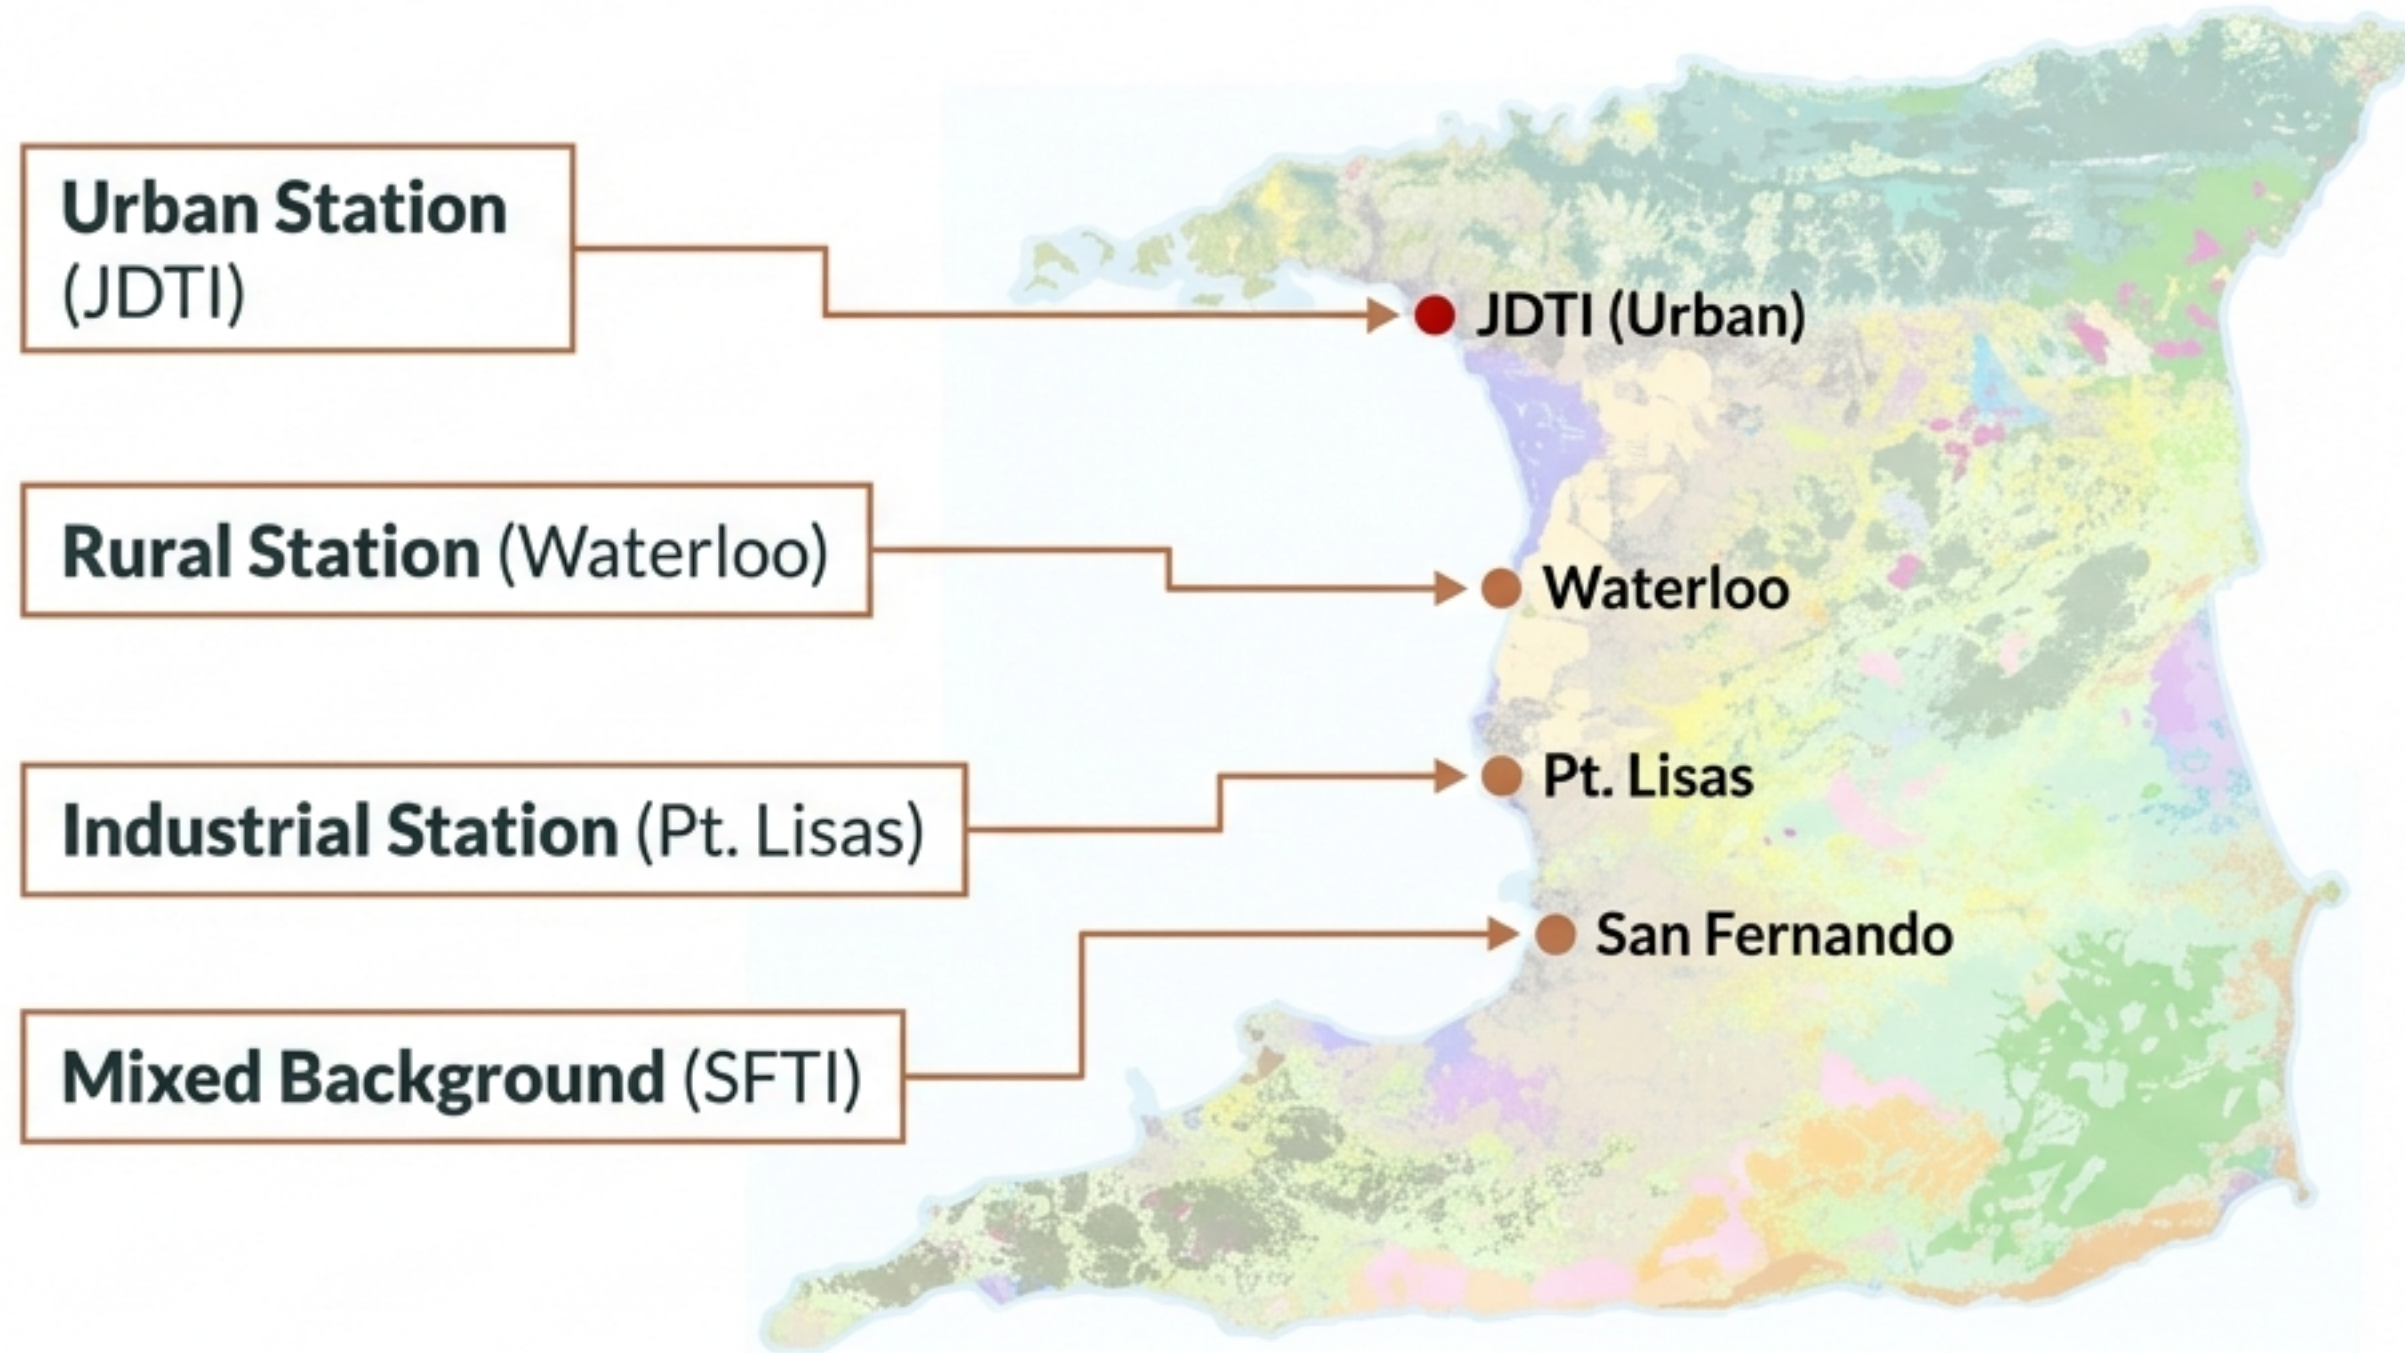 Urban Station
(JDTI)
JDTI (Urban)
Rural Station (Waterloo)
Waterloo
Industrial Station (Pt. Lisas)
Pt. Lisas
San Fernando
Mixed Background (SFTI)